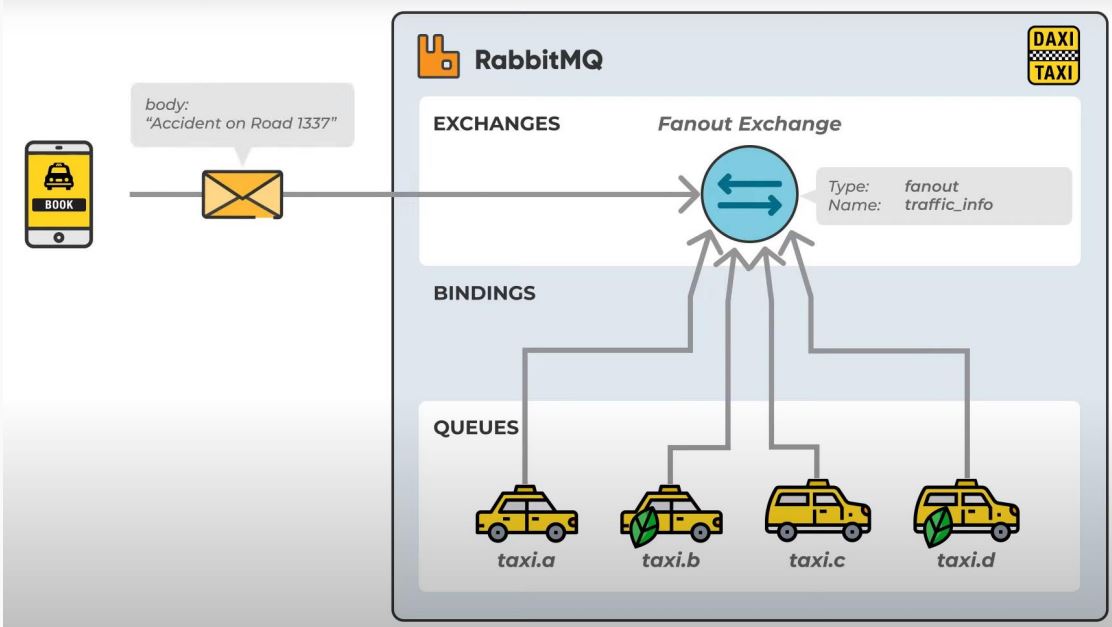 DAXI
TAXI
RabbitMQ
body:
“Accident on Road 1337”
EXCHANGES
Fanout Exchange
BOOK
Type: fanout
Name: traffic_info
BINDINGS
QUEUES
taxi.a
taxi.b
taxi.c
taxi.d